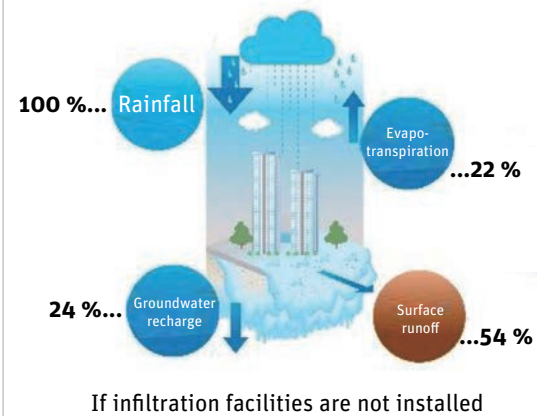 100 %... Rainfall
Evapo-
transpiration
...22 %
24 %... Groundwater
recharge
Surface
runoff
...54 %
If infiltration facilities are not installed